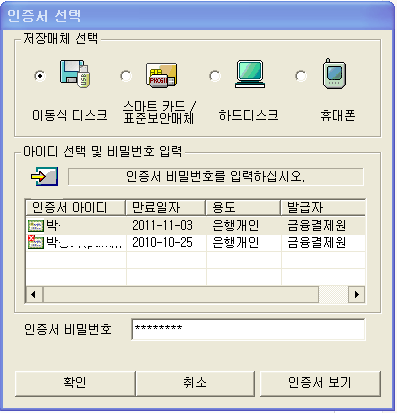 인증서 선택
저장매체 선택
이동식 디스크
스마트 카드 /
표준보안매체
하드디스크
휴대폰
아이디 선택 및 비밀번호 입력
인증서 비밀번호를 입력하십시오.
인증서 아이디 만료일자 용도 발급자
박 2011-11-03 은행개인 금융결제원
박 2010-10-25 은행개인 금융결제원
인증서 비밀번호 ********
확인 취소 인증서 보기